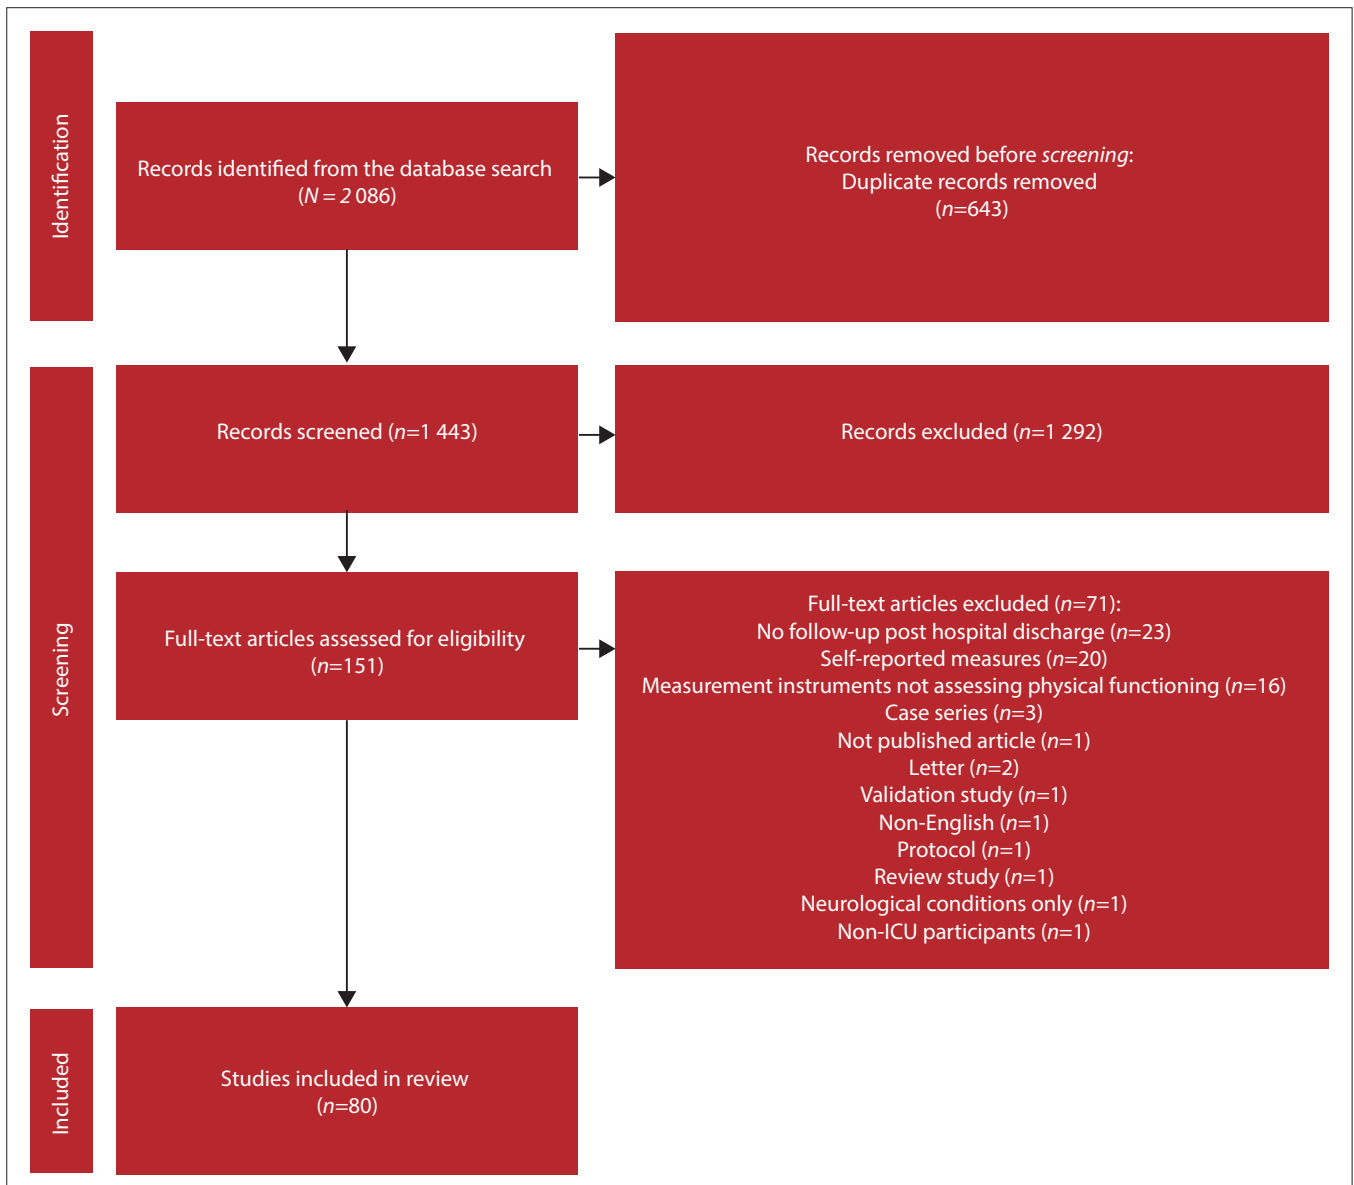 Identification
Records identified from the database search
(N = 2 086)
Records removed before screening:
Duplicate records removed
(n=643)
Screening
Records screened (n=1 443)
Records excluded (n=1 292)
Full-text articles assessed for eligibility
(n=151)
Full-text articles excluded (n=71):
No follow-up post hospital discharge (n=23)
Self-reported measures (n=20)
Measurement instruments not assessing physical functioning (n=16)
Case series (n=3)
Not published article (n=1)
Letter (n=2)
Validation study (n=1)
Non-English (n=1)
Protocol (n=1)
Review study (n=1)
Neurological conditions only (n=1)
Non-ICU participants (n=1)
Included
Studies included in review
(n=80)